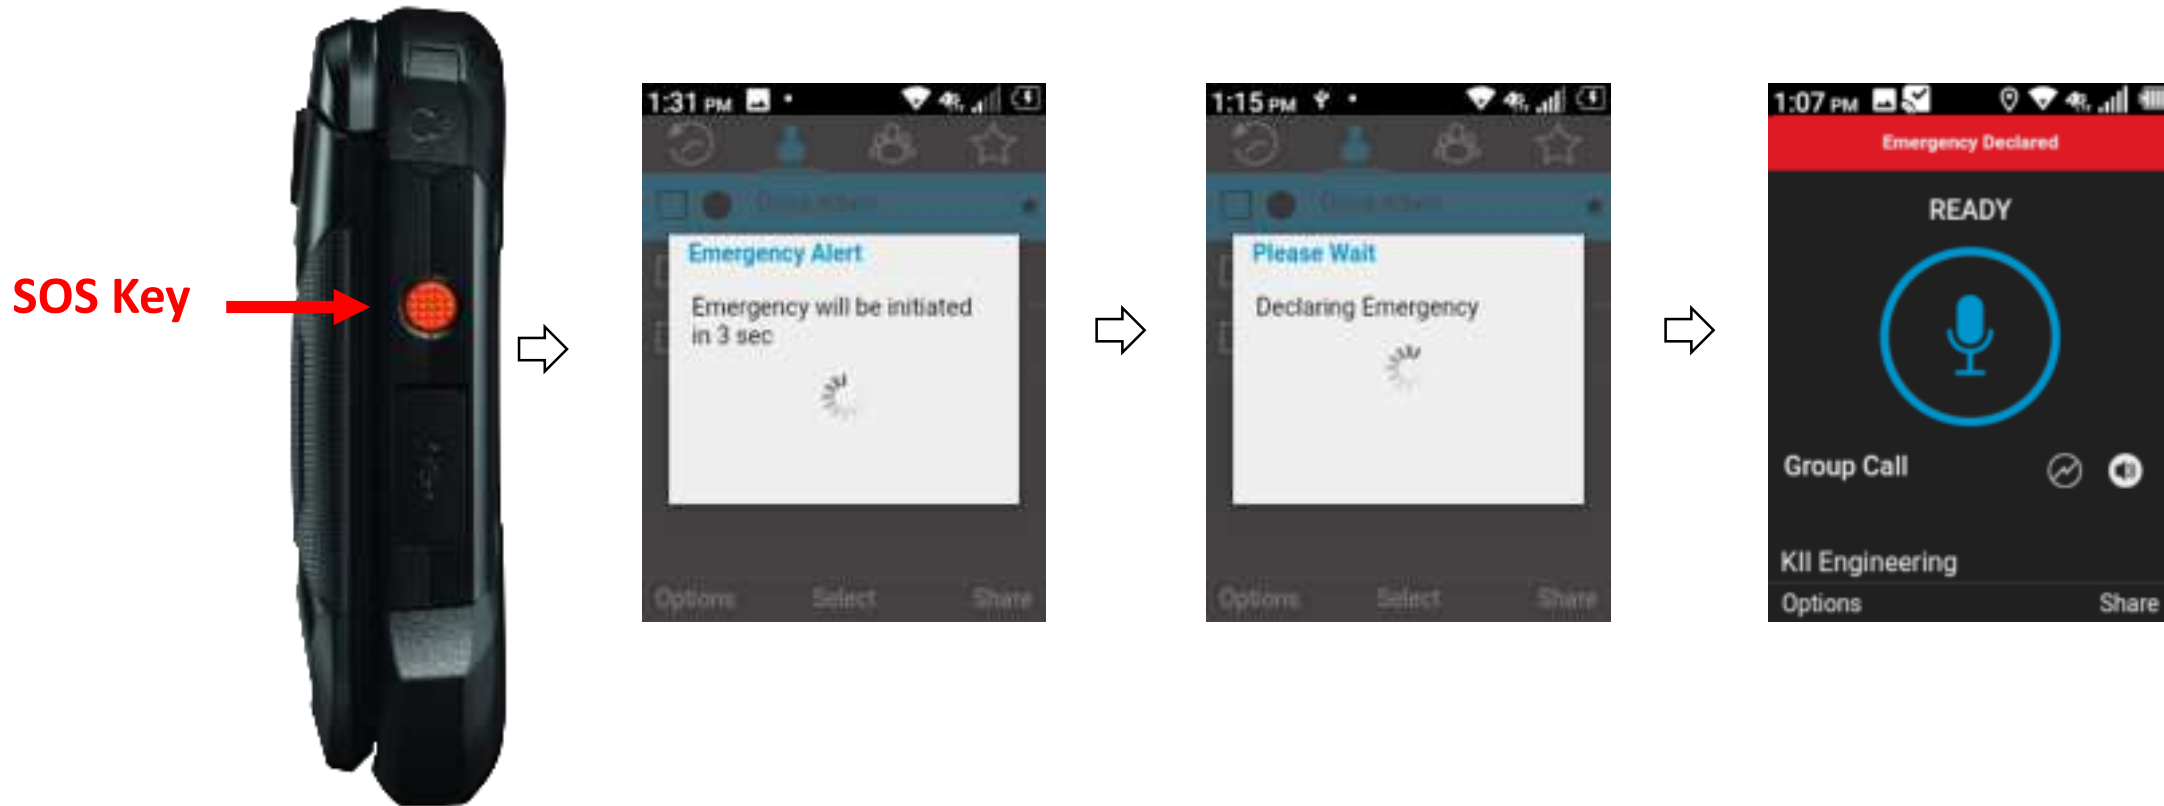 SOS Key
1:31 PM
Emergency Alert
Emergency will be initiated
in 3 sec
Options Select Share
1:15 PM
Please Wait
Declaring Emergency
Options Select Share
1:07 PM
Emergency Declared
READY
Group Call
KII Engineering
Options Share